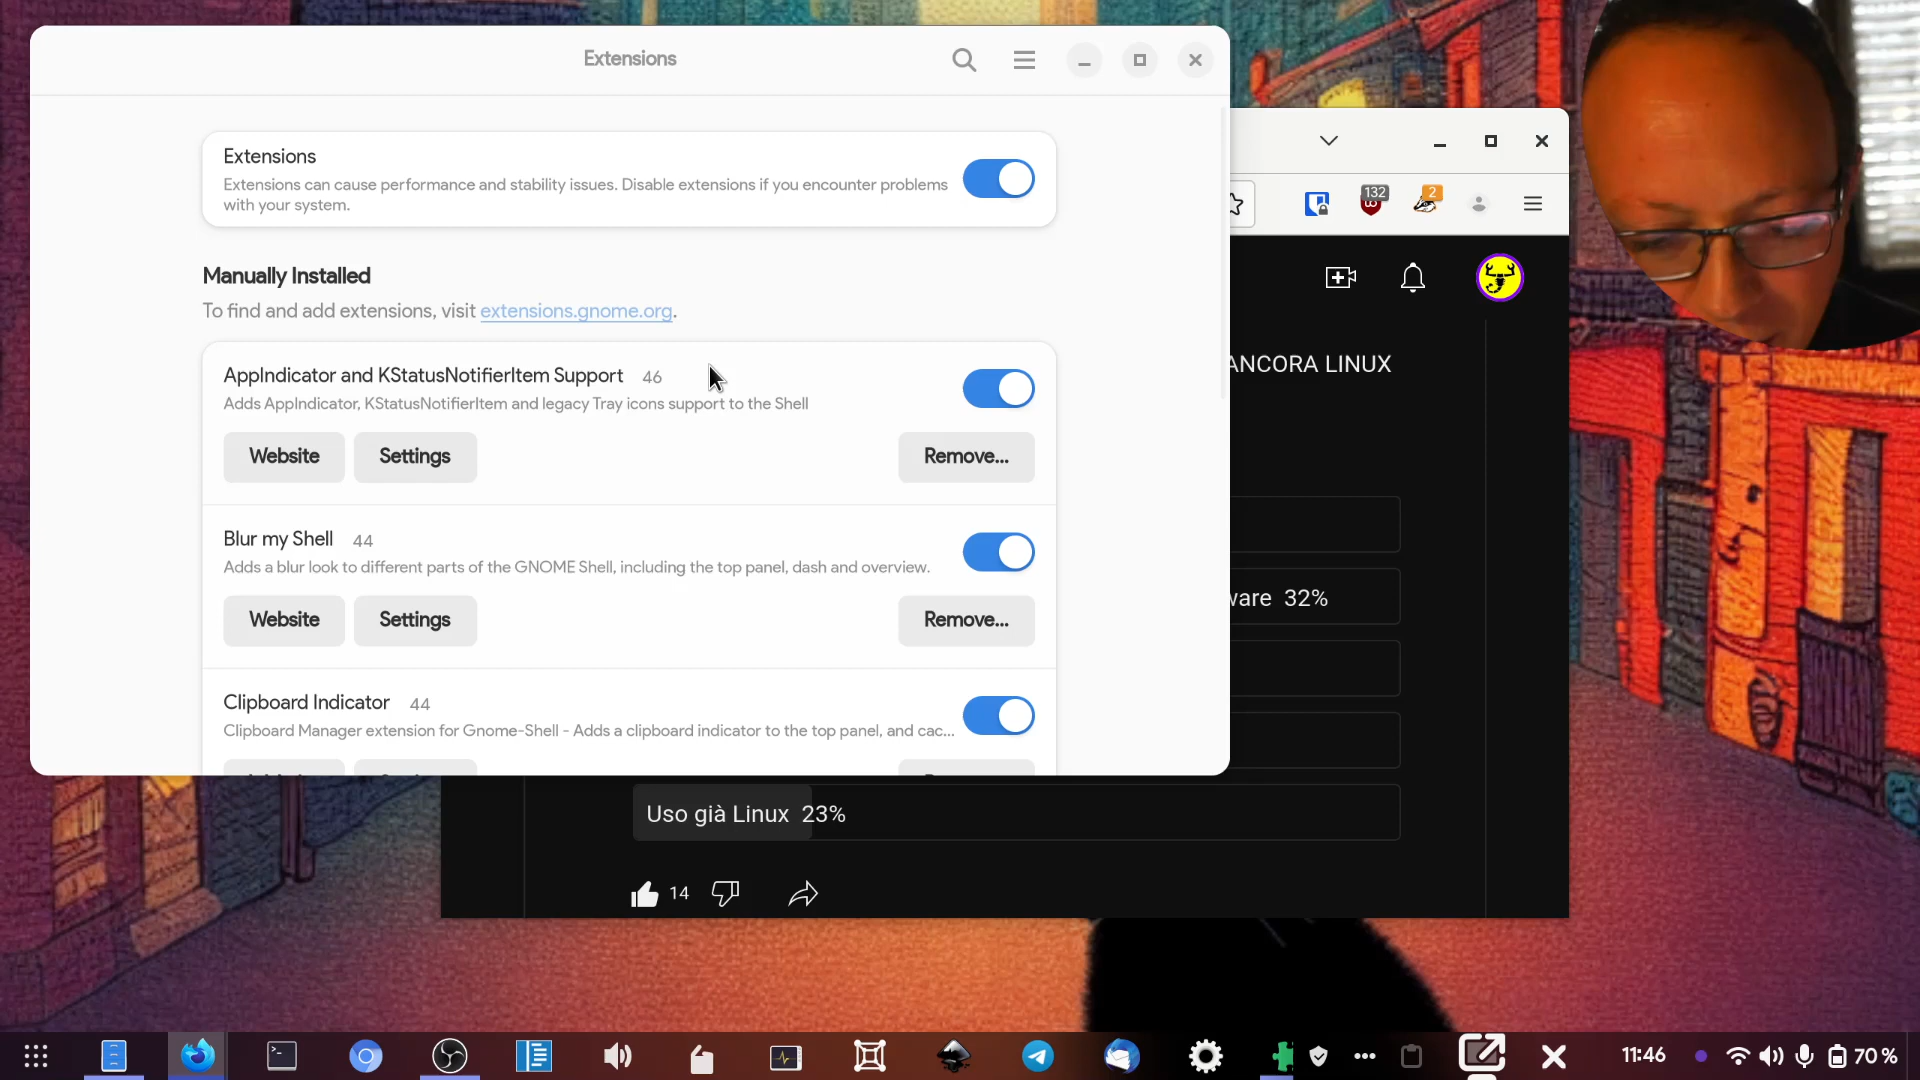 Extensions
Extensions
Extensions can cause performance and stability issues. Disable extensions if you encounter problems
with your system.
Manually Installed
To find and add extensions, visit extensions.gnome.org.
AppIndicator and KStatusNotifierItem Support 46
Adds AppIndicator, KStatusNotifierItem and legacy Tray icons support to the Shell
Website Settings Remove...
Blur my Shell 44
Adds a blur look to different parts of the GNOME Shell, including the top panel, dash and overview.
Website Settings Remove...
Clipboard Indicator 44
Clipboard Manager extension for Gnome-Shell - Adds a clipboard indicator to the top panel, and cac...
132
2
ANCORA LINUX
32%
Uso già Linux 23%
14
11:46
70 %